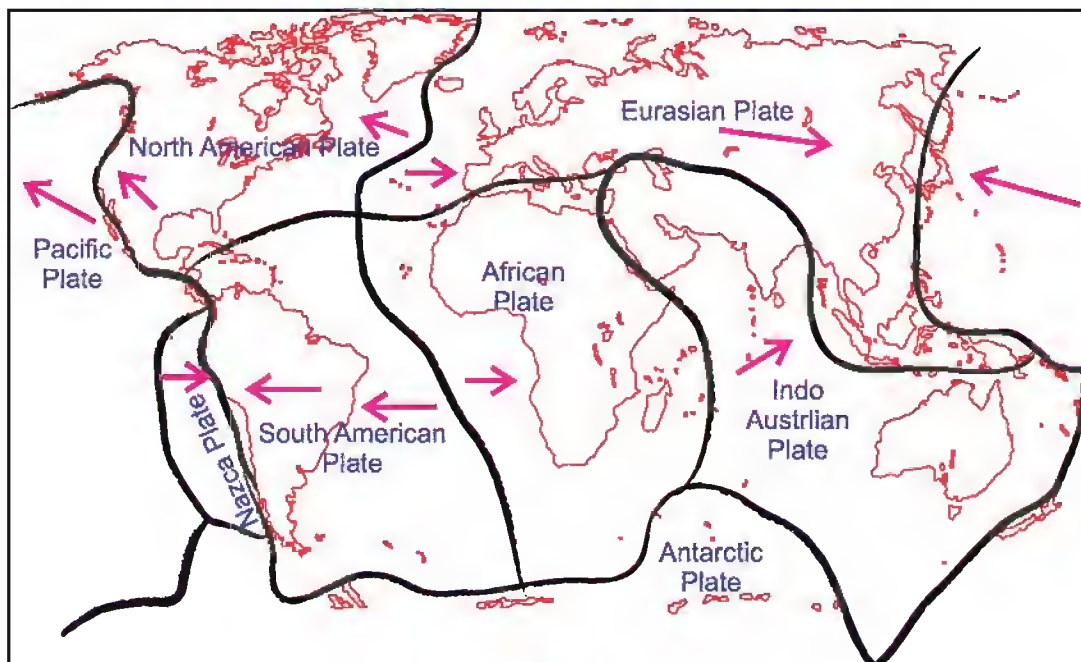 Eurasian Plate
North American Plate
Pacific
Plate
African
Plate
Indo
Austrlian
Plate
South American
Plate
Nazca Plate
Antarctic
Plate